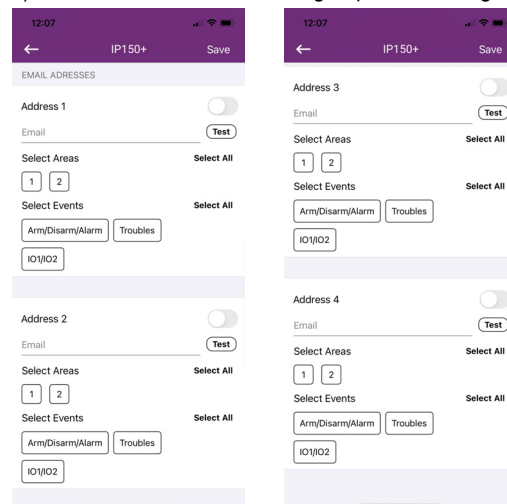 12:07
IP150+
Save
EMAIL ADRESSES
Address 1
Email
Test
Select Areas
Select All
1 2
Select Events
Select All
Arm/Disarm/Alarm Troubles
IO1/IO2
Address 2
Email
Test
Select Areas
Select All
1 2
Select Events
Select All
Arm/Disarm/Alarm Troubles
IO1/IO2
12:07
IP150+
Save
Address 3
Email
Test
Select Areas
Select All
1 2
Select Events
Select All
Arm/Disarm/Alarm Troubles
IO1/IO2
Address 4
Email
Test
Select Areas
Select All
1 2
Select Events
Select All
Arm/Disarm/Alarm Troubles
IO1/IO2